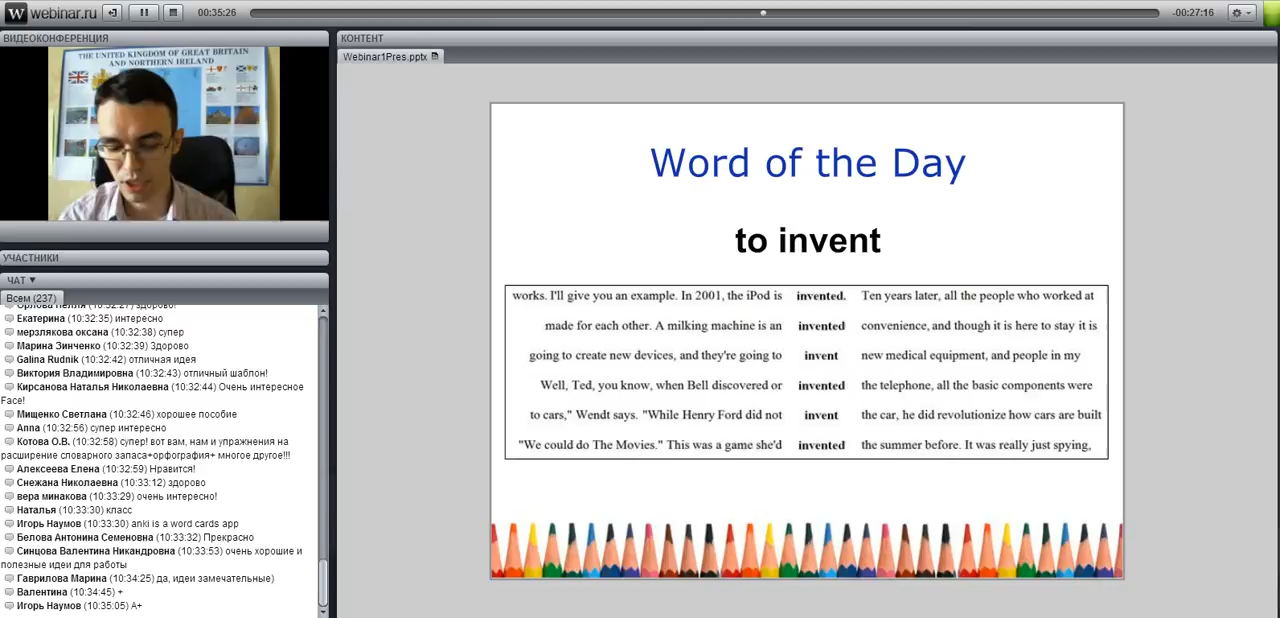 W webinar.ru
00:35:26
-00:27:16
ВИДЕОКОНФЕРЕНЦИЯ
THE UNITED KINGDOM OF GREAT BRITAIN
AND NORTHERN IRELAND
УЧАСТНИКИ
ЧАТ
Всем (237)
Орлова Нелля (10:32:27) здорово!
Екатерина (10:32:35) интересно
мерзлякова оксана (10:32:38) супер
Марина Зинченко (10:32:39) Здорово
Galina Rudnik (10:32:42) отличная идея
Виктория Владимировна (10:32:43) отличный шаблон!
Кирсанова Наталья Николаевна (10:32:44) Очень интересное
Face!
Мищенко Светлана (10:32:46) хорошее пособие
Anna (10:32:56) супер интересно
Котова О.В. (10:32:58) супер! вот вам, нам и упражнения на
расширение словарного запаса+орфография+ многое другое!!!
Алексеева Елена (10:32:59) Нравится!
Снежана Николаевна (10:33:12) здорово
вера минакова (10:33:29) очень интересно!
Наталья (10:33:30) класс
Игорь Наумов (10:33:30) anki is a word cards app
Белова Антонина Семеновна (10:33:32) Прекрасно
Синцова Валентина Никандровна (10:33:53) очень хорошие и
полезные идеи для работы
Гаврилова Марина (10:34:25) да, идеи замечательные)
Валентина (10:34:45) +
Игорь Наумов (10:35:05) A+
КОНТЕНТ
Webinar1Pres.pptx
Word of the Day
to invent
works. I'll give you an example. In 2001, the iPod is invented. Ten years later, all the people who worked at
made for each other. A milking machine is an invented convenience, and though it is here to stay it is
going to create new devices, and they're going to invent new medical equipment, and people in my
Well, Ted, you know, when Bell discovered or invented the telephone, all the basic components were
to cars," Wendt says. "While Henry Ford did not invent the car, he did revolutionize how cars are built
"We could do The Movies." This was a game she'd invented the summer before. It was really just spying,